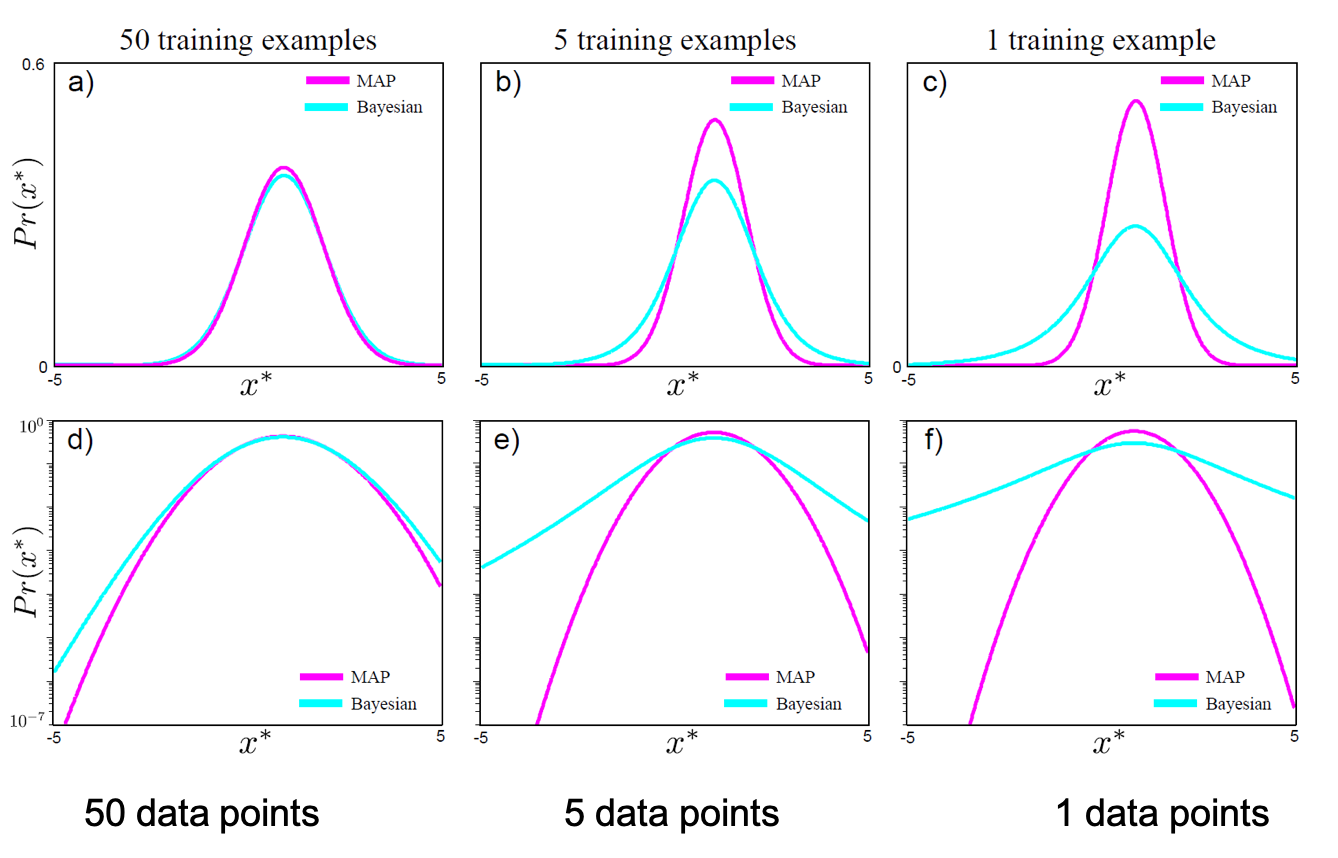 50 training examples
5 training examples
1 training example
0.6
a)
MAP
Bayesian
b)
MAP
Bayesian
c)
MAP
Bayesian
Pr(x*)
0
0
-5
x*
5
-5
x*
5
-5
x*
5
10^0
d)
e)
f)
Pr(x*)
MAP
Bayesian
MAP
Bayesian
MAP
Bayesian
10^-7
-5
x*
5
-5
x*
5
-5
x*
5
50 data points
5 data points
1 data points